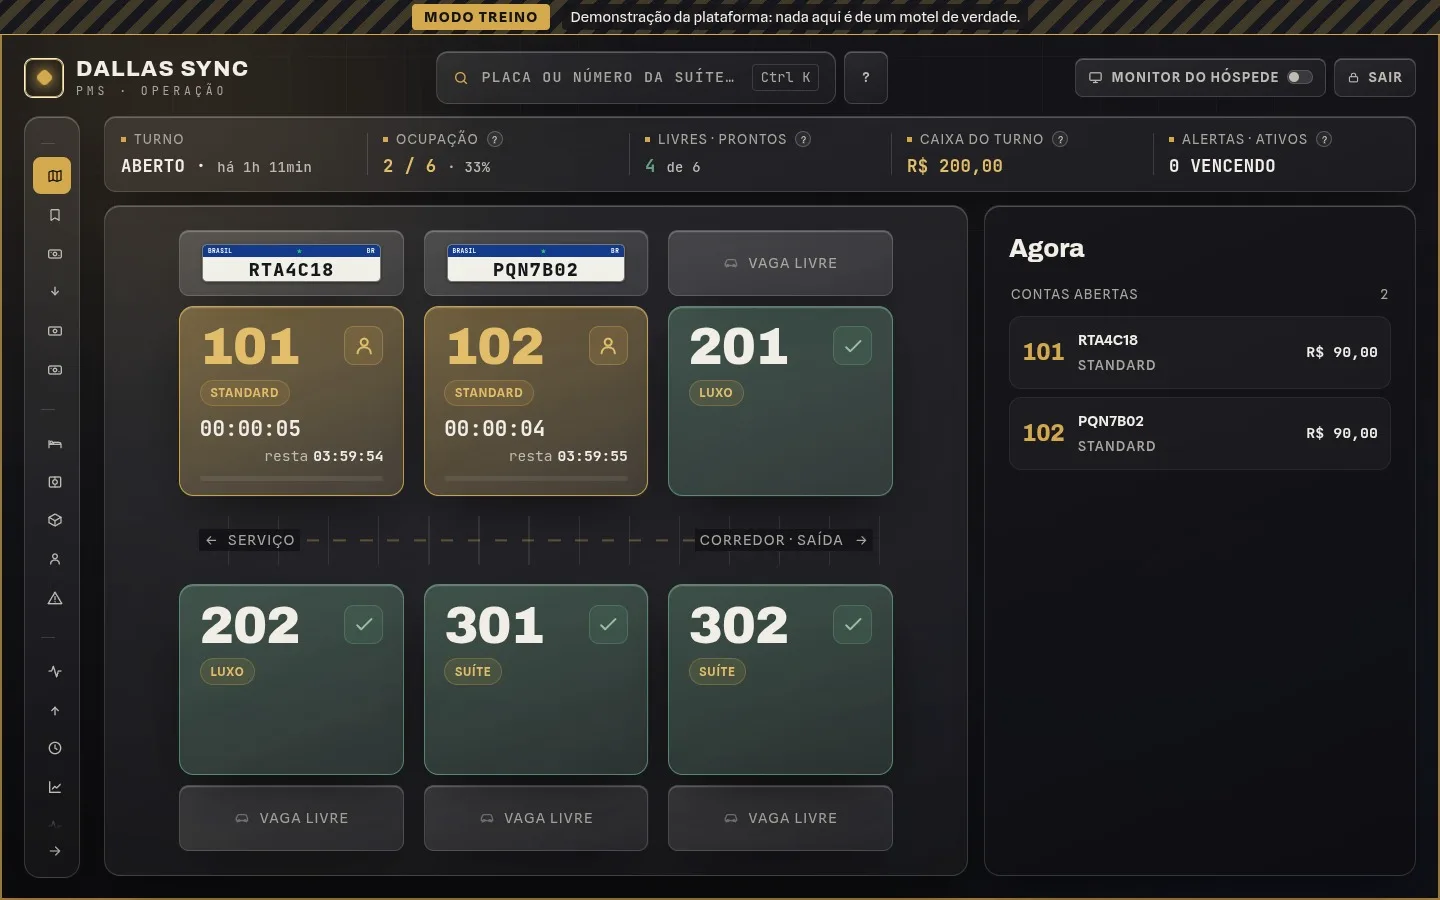 MODO TREINO Demonstração da plataforma: nada aqui é de um motel de verdade.
DALLAS SYNC
PMS · OPERAÇÃO
PLACA OU NÚMERO DA SUÍTE… Ctrl K
?
MONITOR DO HÓSPEDE
SAIR
TURNO
ABERTO · há 1h 11min
OCUPAÇÃO ?
2 / 6 · 33%
LIVRES · PRONTOS ?
4 de 6
CAIXA DO TURNO ?
R$ 200,00
ALERTAS · ATIVOS ?
0 VENCENDO
BRASIL BR
RTA4C18
BRASIL BR
PQN7B02
VAGA LIVRE
101
STANDARD
00:00:05
resta 03:59:54
102
STANDARD
00:00:04
resta 03:59:55
201
LUXO
← SERVIÇO
CORREDOR · SAÍDA →
202
LUXO
301
SUÍTE
302
SUÍTE
VAGA LIVRE
VAGA LIVRE
VAGA LIVRE
Agora
CONTAS ABERTAS 2
101 RTA4C18 R$ 90,00
STANDARD
102 PQN7B02 R$ 90,00
STANDARD